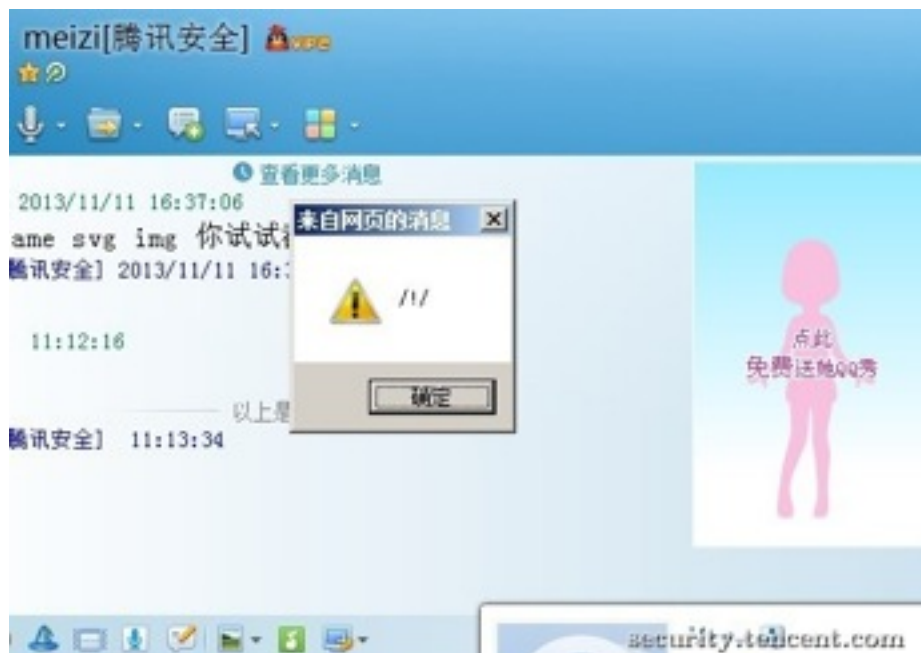 meizi[腾讯安全]
查看更多消息
2013/11/11 16:37:06
ame svg img 你试试
腾讯安全] 2013/11/11 16:
来自网页的消息
/1/
确定
11:12:16
以上是
腾讯安全] 11:13:34
点此
免费送她QQ秀
security.tencent.com